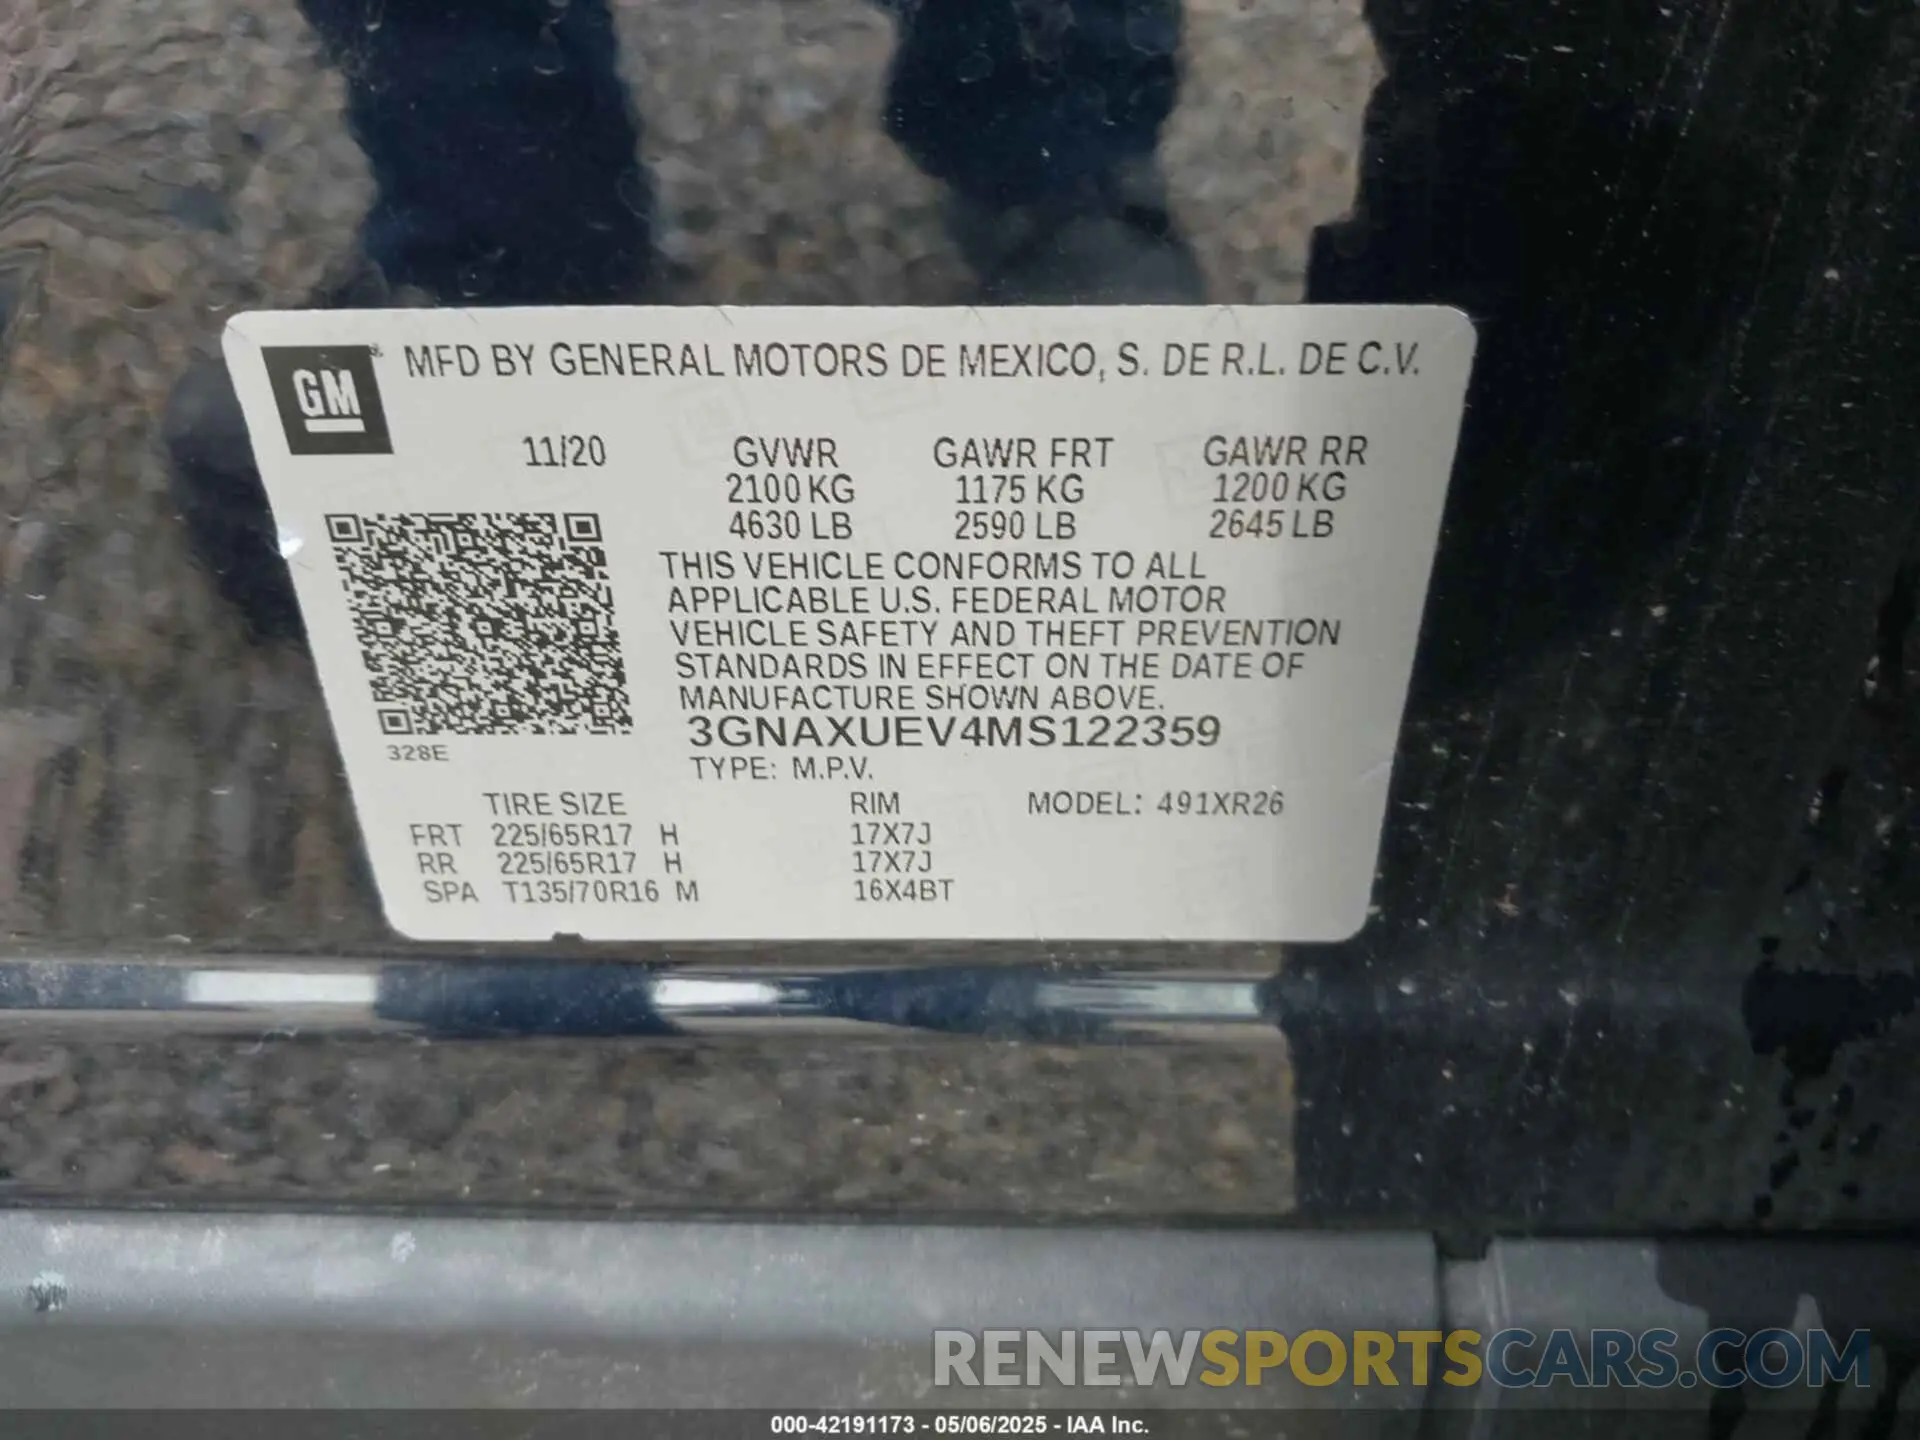 GM
® MFD BY GENERAL MOTORS DE MEXICO, S. DE R.L. DE C.V.
11/20 GVWR GAWR FRT GAWR RR
2100 KG 1175 KG 1200 KG
4630 LB 2590 LB 2645 LB
THIS VEHICLE CONFORMS TO ALL
APPLICABLE U.S. FEDERAL MOTOR
VEHICLE SAFETY AND THEFT PREVENTION
STANDARDS IN EFFECT ON THE DATE OF
MANUFACTURE SHOWN ABOVE.
3GNAXUEV4MS122359
328E
TYPE: M.P.V.
TIRE SIZE RIM MODEL: 491XR26
FRT 225/65R17 H 17X7J
RR 225/65R17 H 17X7J
SPA T135/70R16 M 16X4BT
RENEWSPORTSCARS.COM
000-42191173 - 05/06/2025 - IAA Inc.